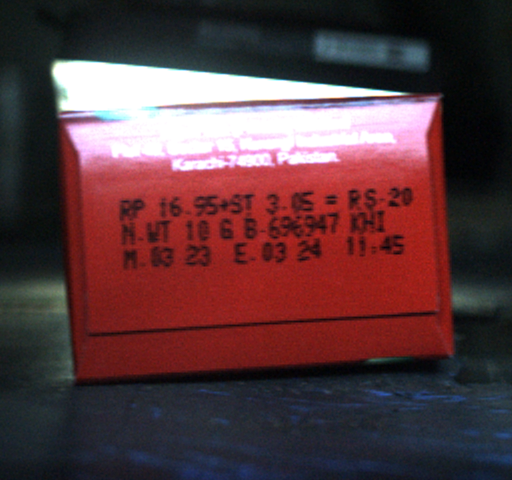 Karachi-74900, Pakistan.
RP 16.95+ST 3.05 = RS.20
N.WT 10 G B-696947 KHI
M.03 23 E.03 24 11:45